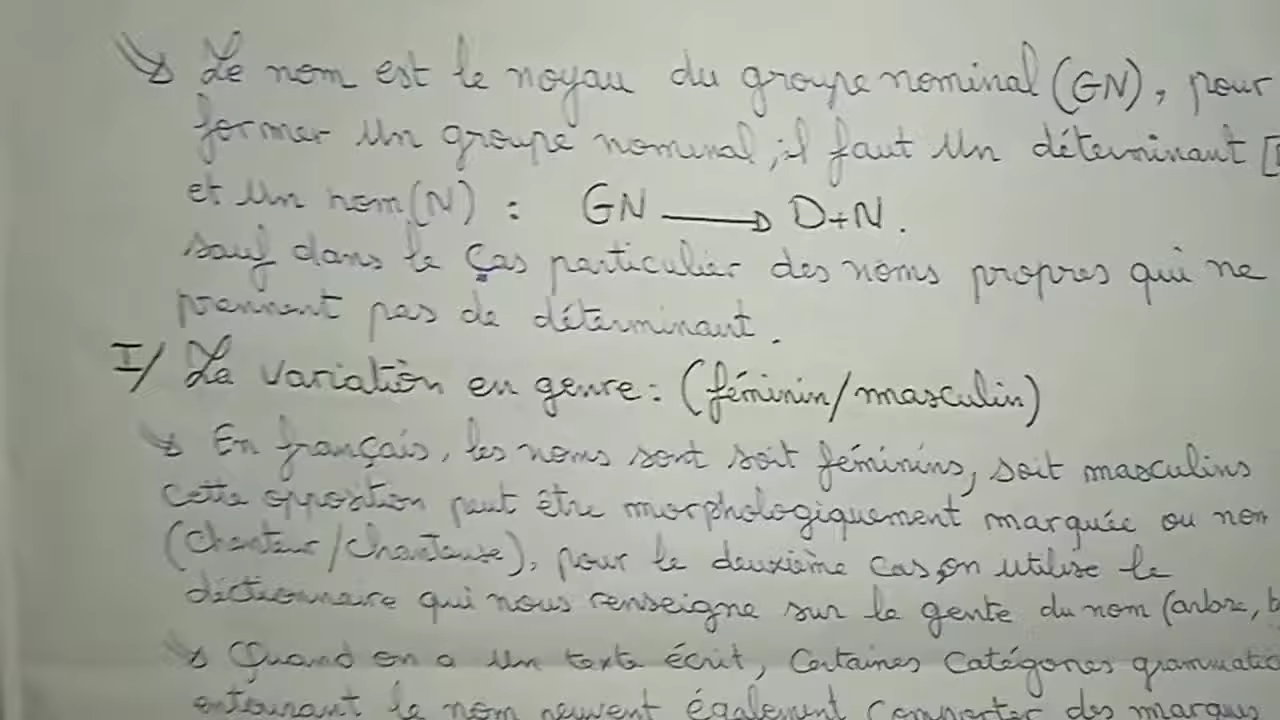 Le nom est le noyau du groupe nominal (GN), pour
former un groupe nominal, il faut un déterminant [
et un nom (N) : GN → D+N.
sauf dans le cas particulier des noms propres qui ne
prennent pas de déterminant.
I/ La variation en genre : (féminin/masculin)
En français, les noms sont soit féminins, soit masculins
cette opposition peut être morphologiquement marquée ou non
(chanteur/chanteuse), pour le deuxième cas, on utilise le
dictionnaire qui nous renseigne sur le gente du nom (arbre,
Quand on a un texte écrit, certaines catégories
entourant le nom peuvent également comporter des marques